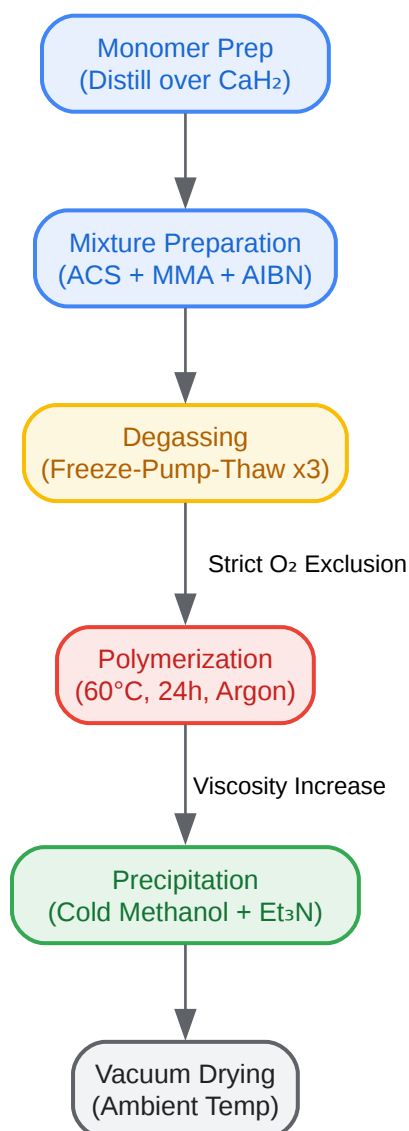 Monomer Prep
(Distill over CaH₂)
Mixture Preparation
(ACS + MMA + AIBN)
Degassing
(Freeze-Pump-Thaw x3)
Strict O₂ Exclusion
Polymerization
(60°C, 24h, Argon)
Viscosity Increase
Precipitation
(Cold Methanol + Et₃N)
Vacuum Drying
(Ambient Temp)